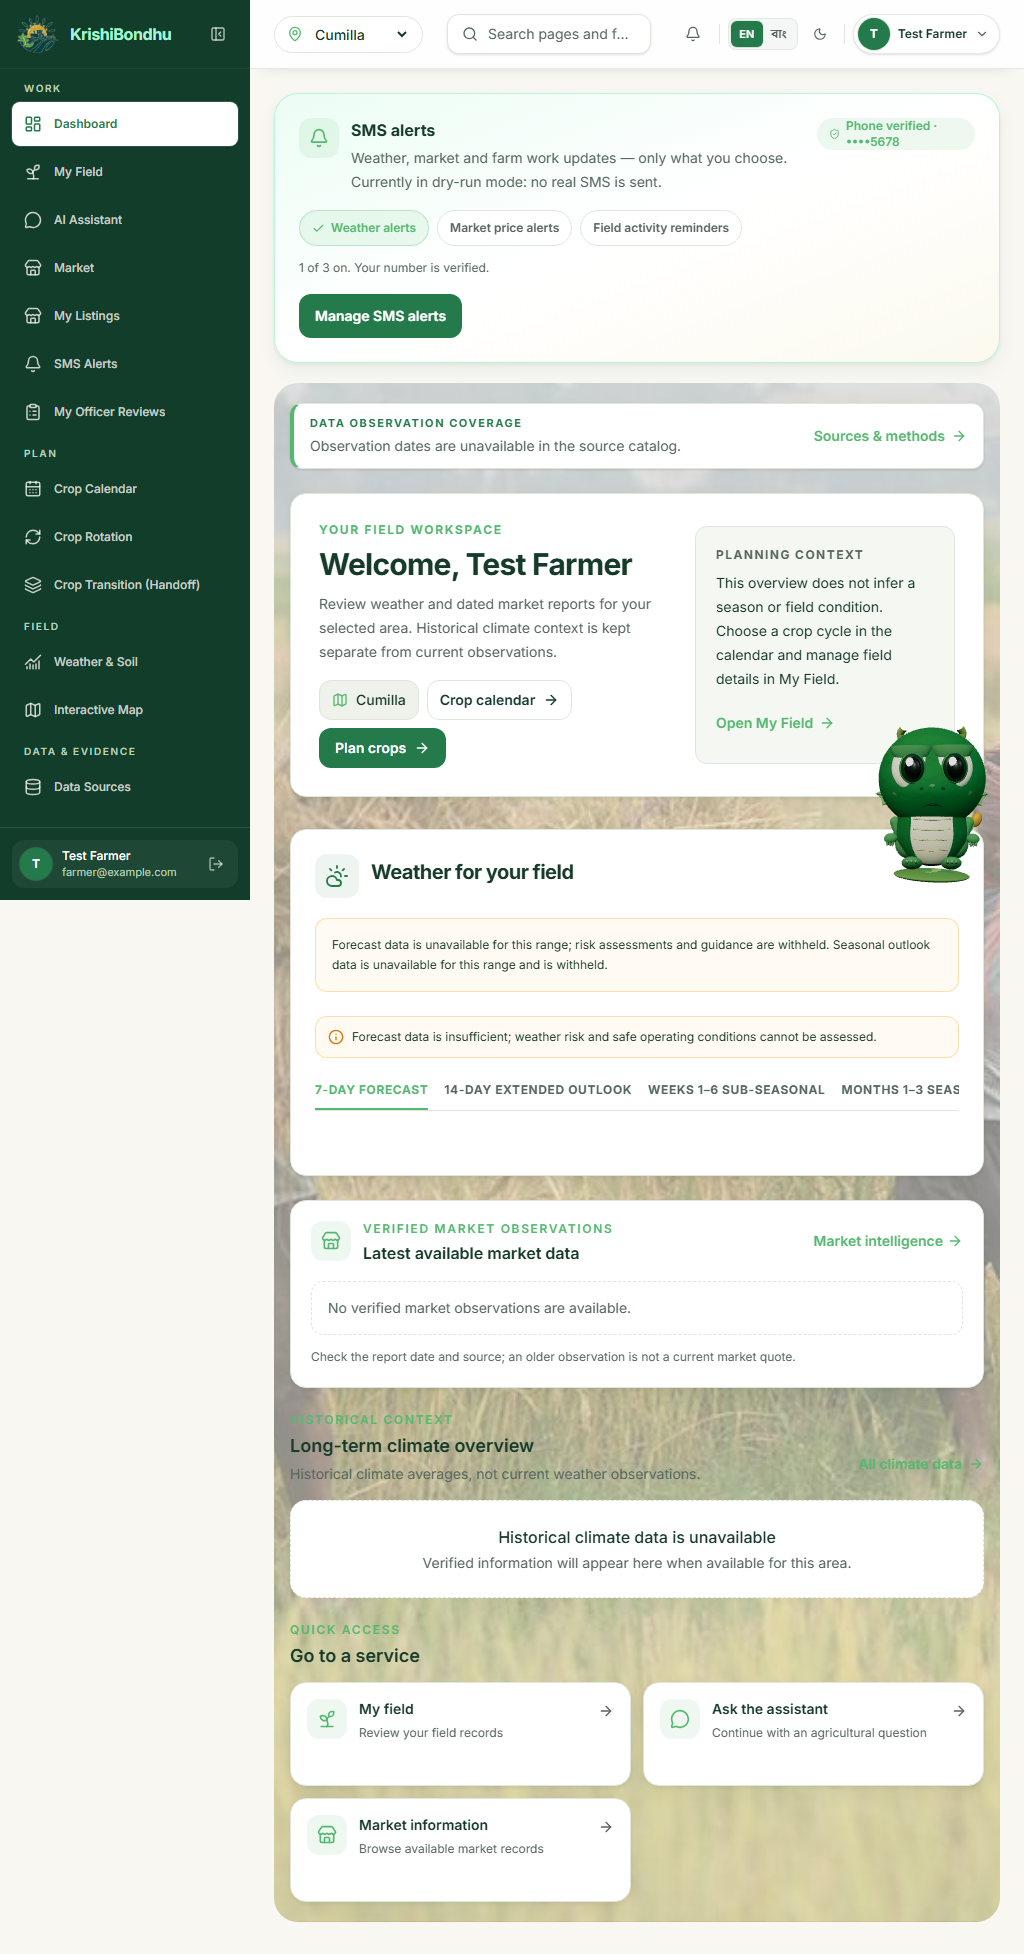 KrishiBondhu
WORK
Dashboard
My Field
AI Assistant
Market
My Listings
SMS Alerts
My Officer Reviews
PLAN
Crop Calendar
Crop Rotation
Crop Transition (Handoff)
FIELD
Weather & Soil
Interactive Map
DATA & EVIDENCE
Data Sources
T
Test Farmer
farmer@example.com
Cumilla
Search pages and f...
EN
বাং
T
Test Farmer
SMS alerts
Weather, market and farm work updates — only what you choose.
Currently in dry-run mode: no real SMS is sent.
Phone verified ·
••••5678
Weather alerts
Market price alerts
Field activity reminders
1 of 3 on. Your number is verified.
Manage SMS alerts
DATA OBSERVATION COVERAGE
Observation dates are unavailable in the source catalog.
Sources & methods
YOUR FIELD WORKSPACE
Welcome, Test Farmer
Review weather and dated market reports for your
selected area. Historical climate context is kept
separate from current observations.
Cumilla
Crop calendar
Plan crops
PLANNING CONTEXT
This overview does not infer a
season or field condition.
Choose a crop cycle in the
calendar and manage field
details in My Field.
Open My Field
Weather for your field
Forecast data is unavailable for this range; risk assessments and guidance are withheld. Seasonal outlook
data is unavailable for this range and is withheld.
Forecast data is insufficient; weather risk and safe operating conditions cannot be assessed.
7-DAY FORECAST
14-DAY EXTENDED OUTLOOK
WEEKS 1–6 SUB-SEASONAL
MONTHS 1–3 SEAS
VERIFIED MARKET OBSERVATIONS
Latest available market data
Market intelligence
No verified market observations are available.
Check the report date and source; an older observation is not a current market quote.
HISTORICAL CONTEXT
Long-term climate overview
Historical climate averages, not current weather observations.
All climate data
Historical climate data is unavailable
Verified information will appear here when available for this area.
QUICK ACCESS
Go to a service
My field
Review your field records
Ask the assistant
Continue with an agricultural question
Market information
Browse available market records